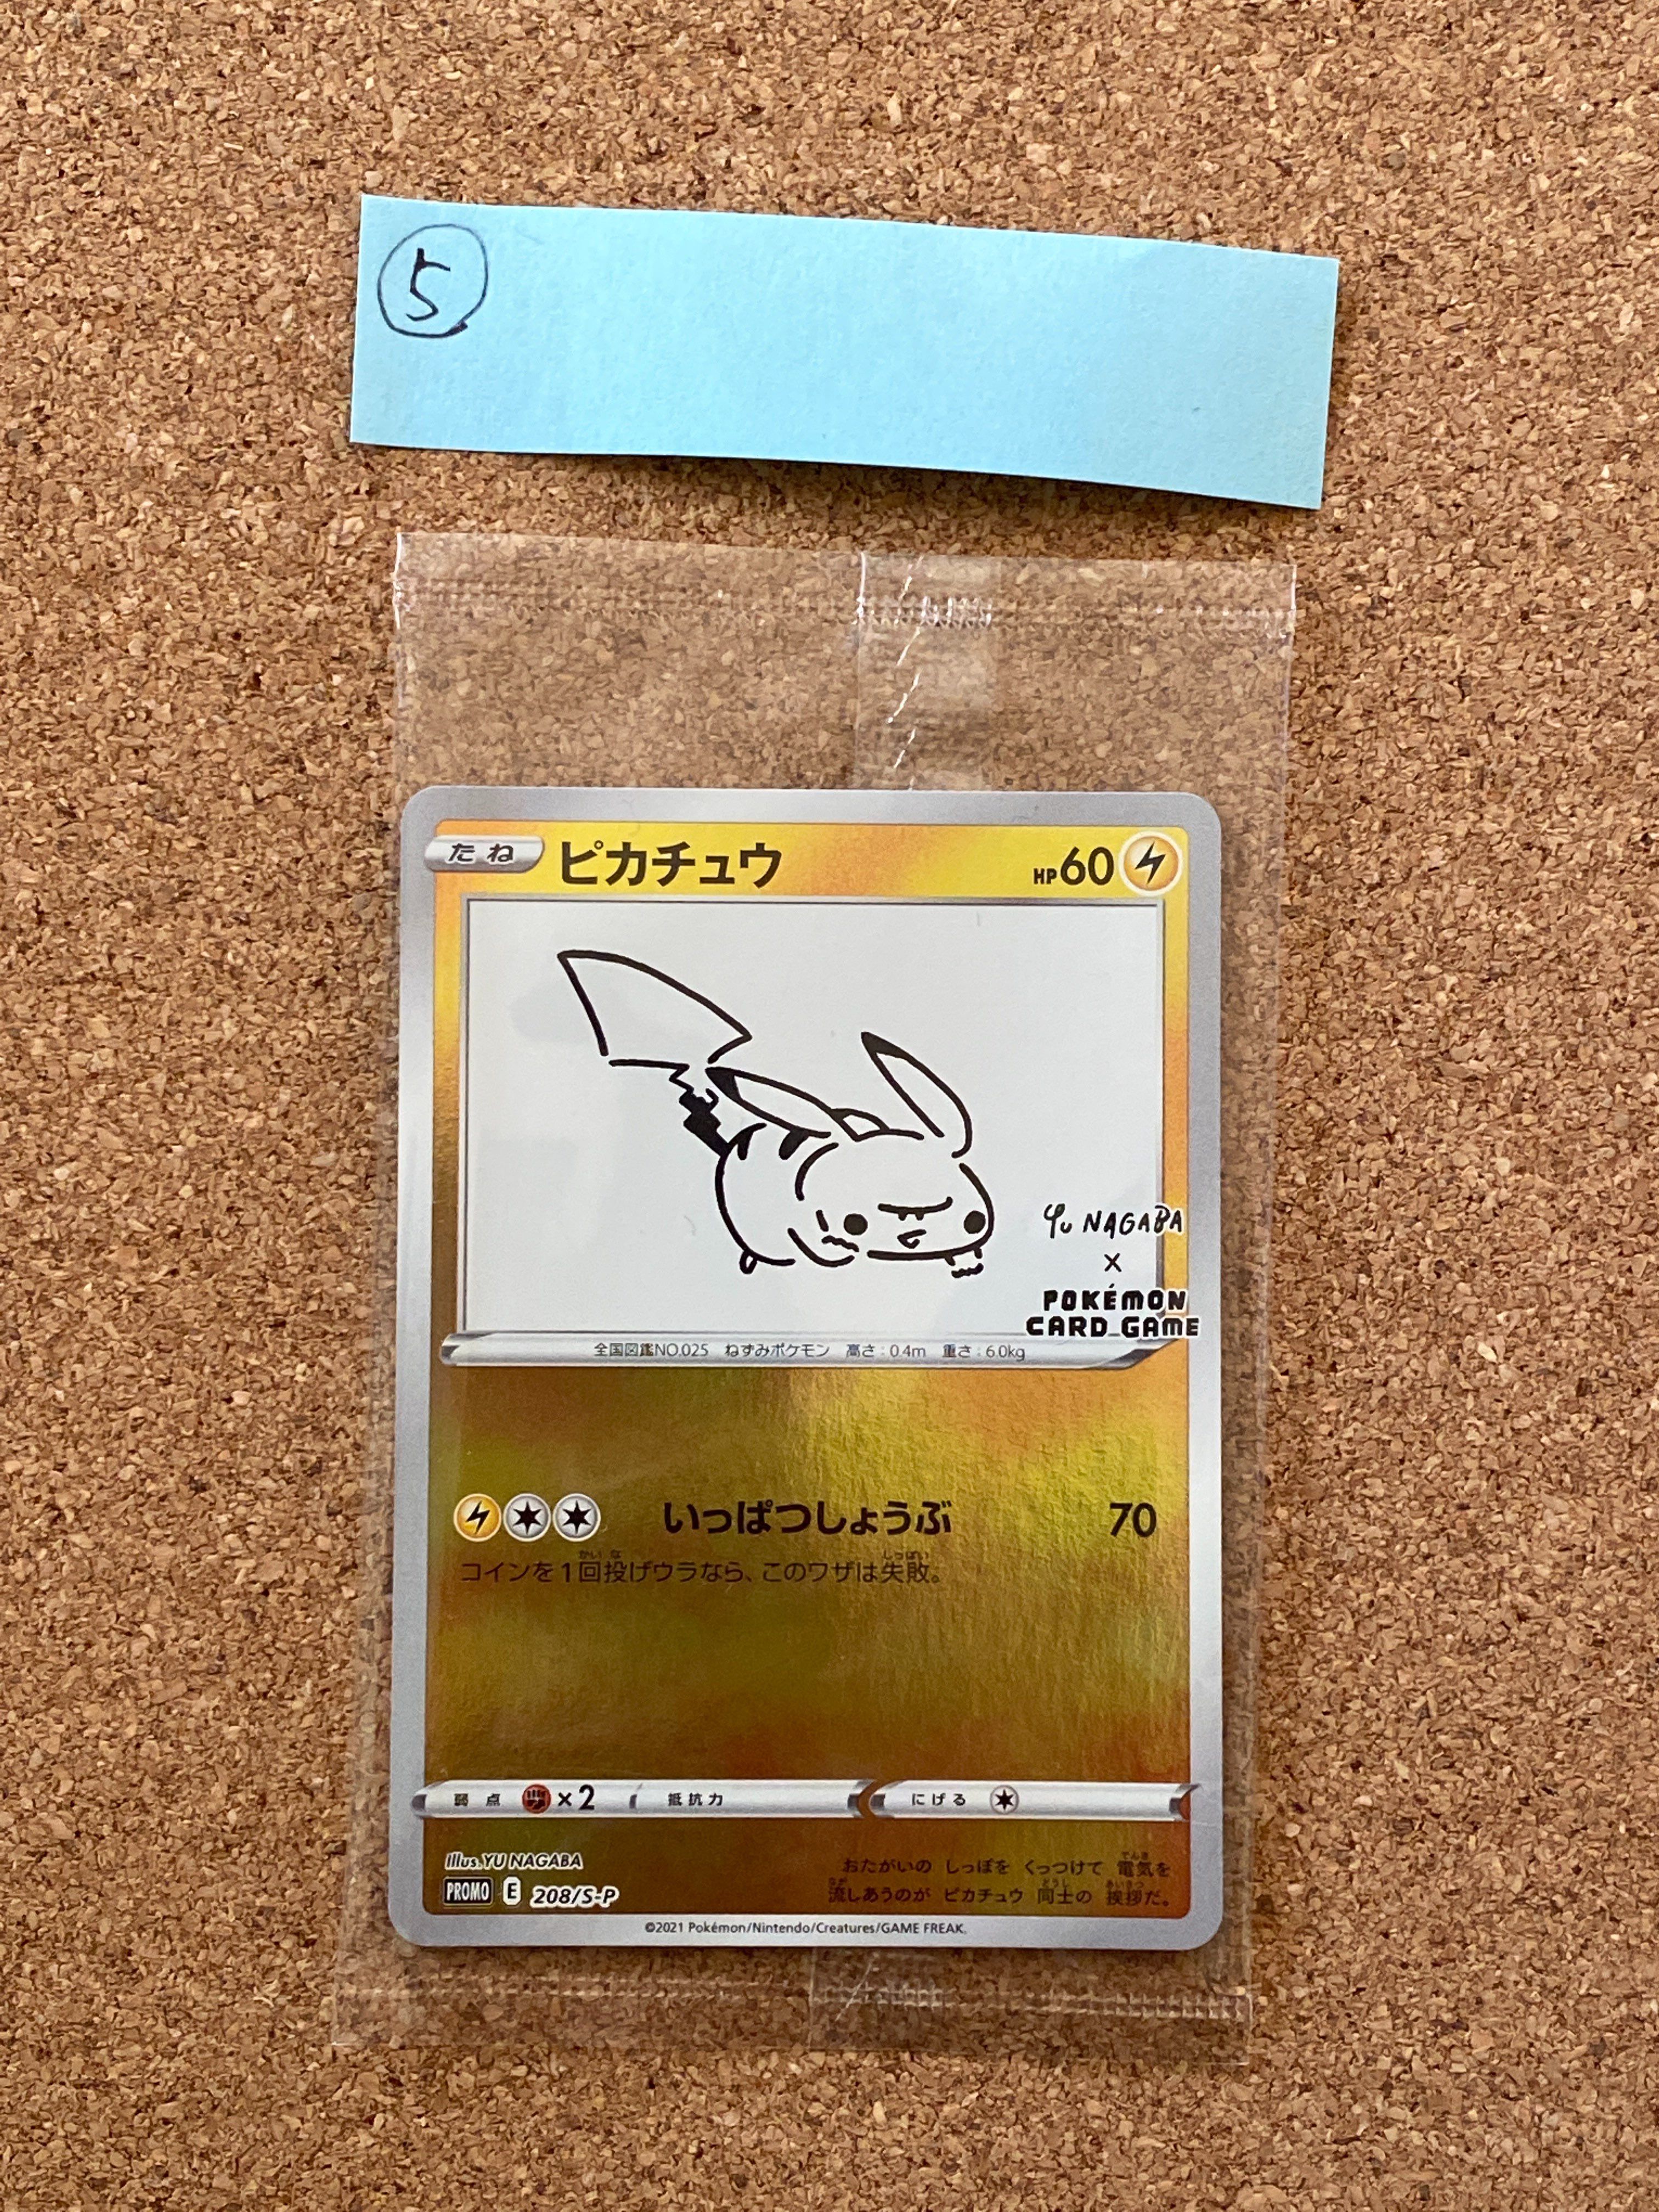 5
たね ピカチュウ HP60
YU NAGABA
×
POKÉMON
CARD GAME
全国図鑑NO.025 ねずみポケモン 高さ:0.4m 重さ:6.0kg
いっぱつしょうぶ 70
コインを1回投げウラなら、このワザは失敗。
弱点 ×2 抵抗力 にげる
Illus. YU NAGABA
PROMO E 208/S-P
おたがいの しっぽを くっつけて 電気を
流しあうのが ピカチュウ 同士の 挨拶だ。
©2021 Pokémon/Nintendo/Creatures/GAME FREAK.